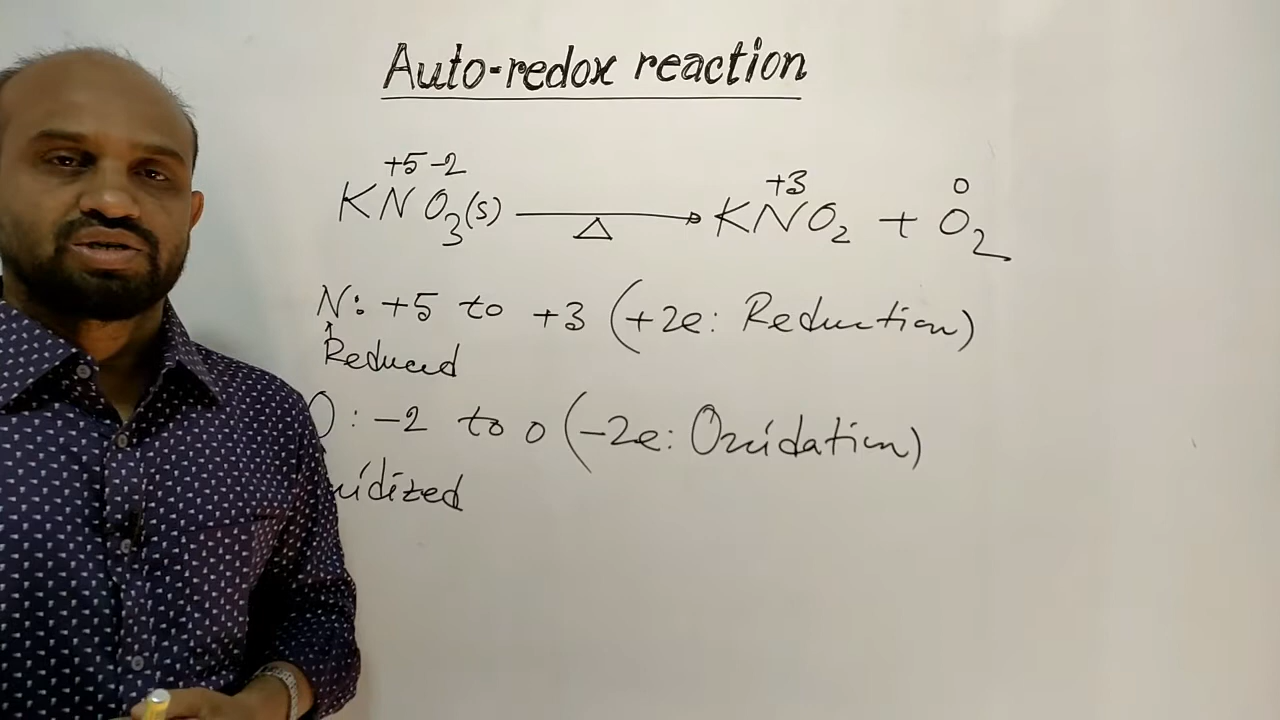 Auto-redox reaction
+5 -2 +3 0
KNO₃(s) ⟶ KNO₂ + O₂
Δ
N: +5 to +3 (+2e: Reduction)
↑
Reduced
O: -2 to 0 (-2e: Oxidation)
xidized